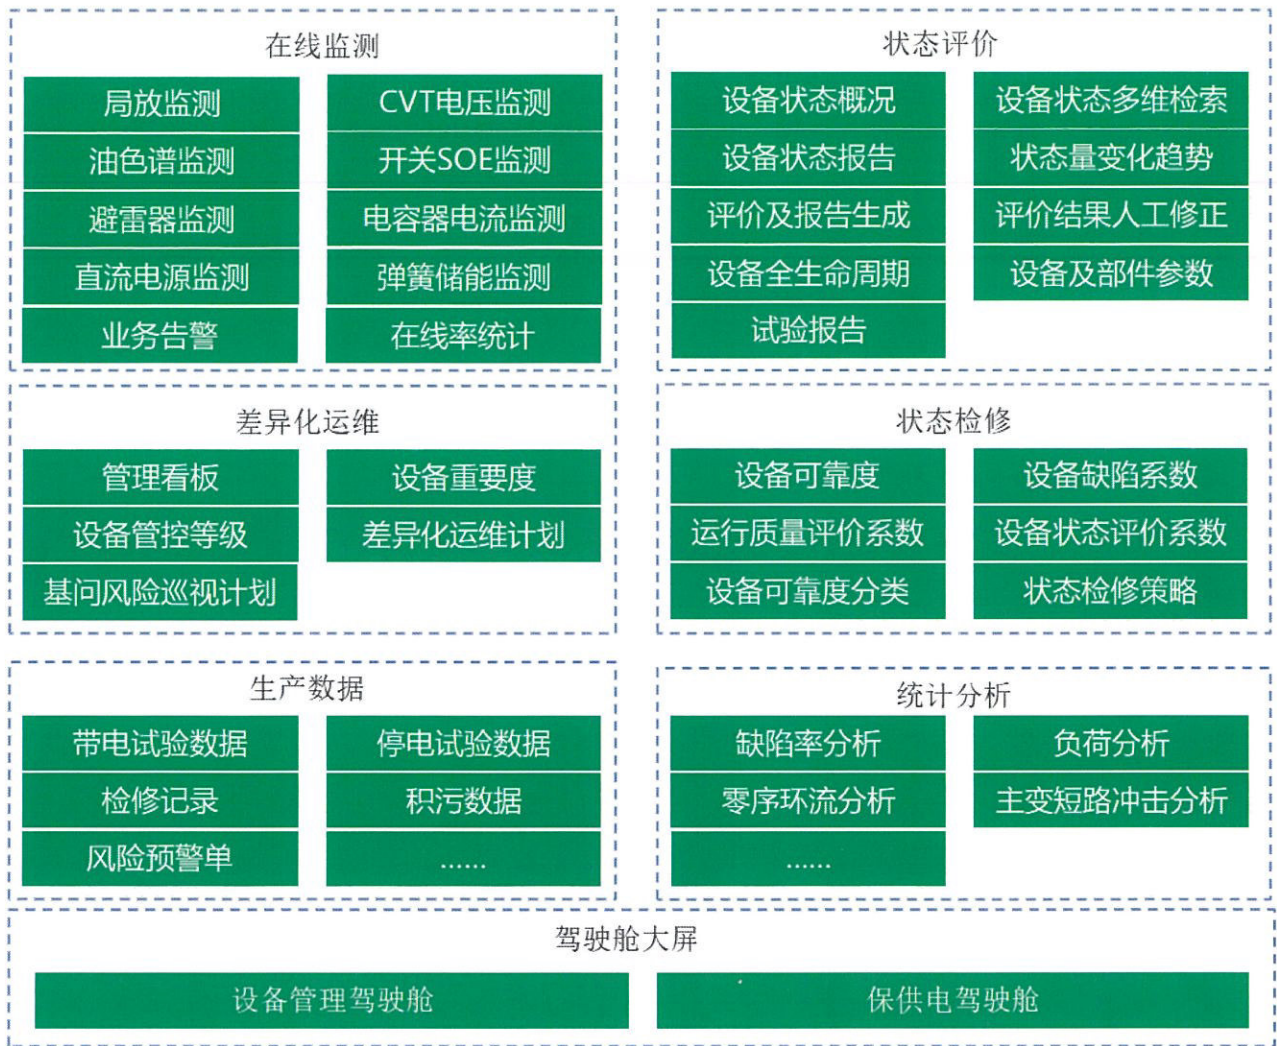 在线监测
局放监测
CVT电压监测
油色谱监测
开关SOE监测
避雷器监测
电容器电流监测
直流电源监测
弹簧储能监测
业务告警
在线率统计
状态评价
设备状态概况
设备状态多维检索
设备状态报告
状态量变化趋势
评价及报告生成
评价结果人工修正
设备全生命周期
设备及部件参数
试验报告
差异化运维
管理看板
设备重要度
设备管控等级
差异化运维计划
基问风险巡视计划
状态检修
设备可靠度
设备缺陷系数
运行质量评价系数
设备状态评价系数
设备可靠度分类
状态检修策略
生产数据
带电试验数据
停电试验数据
检修记录
积污数据
风险预警单
……
统计分析
缺陷率分析
负荷分析
零序环流分析
主变短路冲击分析
……
驾驶舱大屏
设备管理驾驶舱
保供电驾驶舱